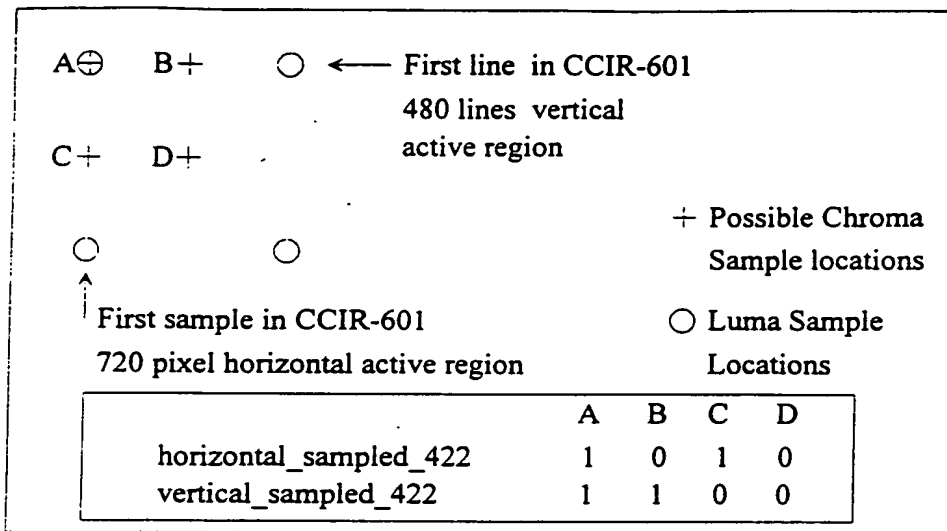 A B First line in CCIR-601
480 lines vertical
active region
C D
Possible Chroma
Sample locations
First sample in CCIR-601
720 pixel horizontal active region
Luma Sample
Locations
A B C D
horizontal_sampled_422 1 0 1 0
vertical_sampled_422 1 1 0 0